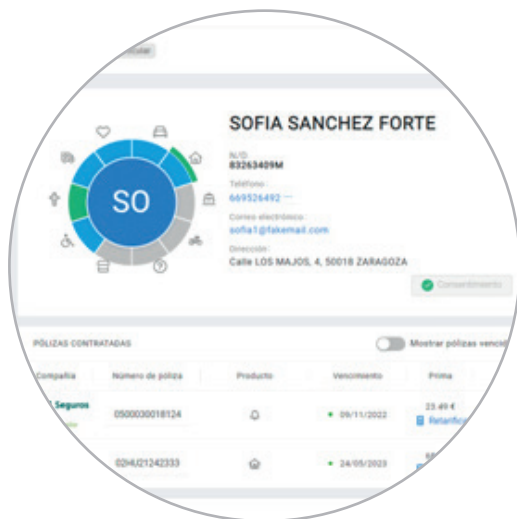 SOFIA SANCHEZ FORTE
N/D
83263409M
Teléfono:
669526492
Correo electrónico:
sofia1@fakemail.com
Dirección:
Calle LOS MAJOS, 4, 50018 ZARAGOZA
SO
Consentimiento
PÓLIZAS CONTRATADAS
Mostrar pólizas
Compañía Número de póliza Producto Vencimiento Prima
Seguros 0500030018124 09/11/2022 23.49 €
02HU21242333 24/05/2023